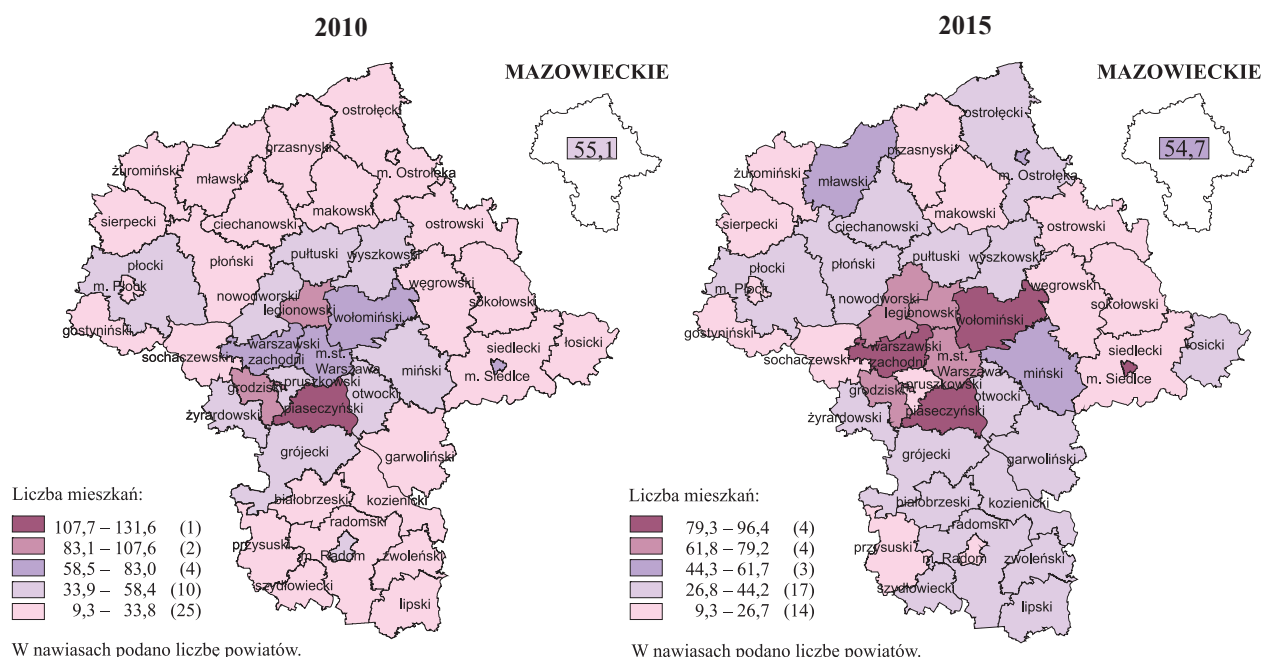 2010
MAZOWIECKIE
55,1
ostrołęcki
przasnyski
m. Ostrołęka
żuromiński
mławski
makowski
sierpecki
ciechanowski
ostrowski
pułtuski
wyszkowski
płocki
płoński
m. Płock
węgrowski
sokołowski
nowodworski
legionowski
wołomiński
gostyniński
sochaczewski
warszawski
zachodni
m.st.
Warszawa
siedlecki
łosicki
miński
m. Siedlce
grodziski
pruszkowski
otwocki
piaseczyński
żyrardowski
grójecki
garwoliński
białobrzeski
kozienicki
radomski
przysuski
m. Radom
zwoleński
szydłowiecki
lipski
Liczba mieszkań:
107,7 – 131,6 (1)
83,1 – 107,6 (2)
58,5 – 83,0 (4)
33,9 – 58,4 (10)
9,3 – 33,8 (25)
W nawiasach podano liczbę powiatów.
2015
MAZOWIECKIE
54,7
ostrołęcki
przasnyski
m. Ostrołęka
żuromiński
mławski
makowski
sierpecki
ciechanowski
ostrowski
pułtuski
wyszkowski
płocki
płoński
m. Płock
węgrowski
sokołowski
nowodworski
legionowski
wołomiński
gostyniński
sochaczewski
warszawski
zachodni
m.st.
Warszawa
siedlecki
łosicki
miński
m. Siedlce
grodziski
pruszkowski
otwocki
piaseczyński
żyrardowski
grójecki
garwoliński
białobrzeski
kozienicki
radomski
przysuski
m. Radom
zwoleński
szydłowiecki
lipski
Liczba mieszkań:
79,3 – 96,4 (4)
61,8 – 79,2 (4)
44,3 – 61,7 (3)
26,8 – 44,2 (17)
9,3 – 26,7 (14)
W nawiasach podano liczbę powiatów.